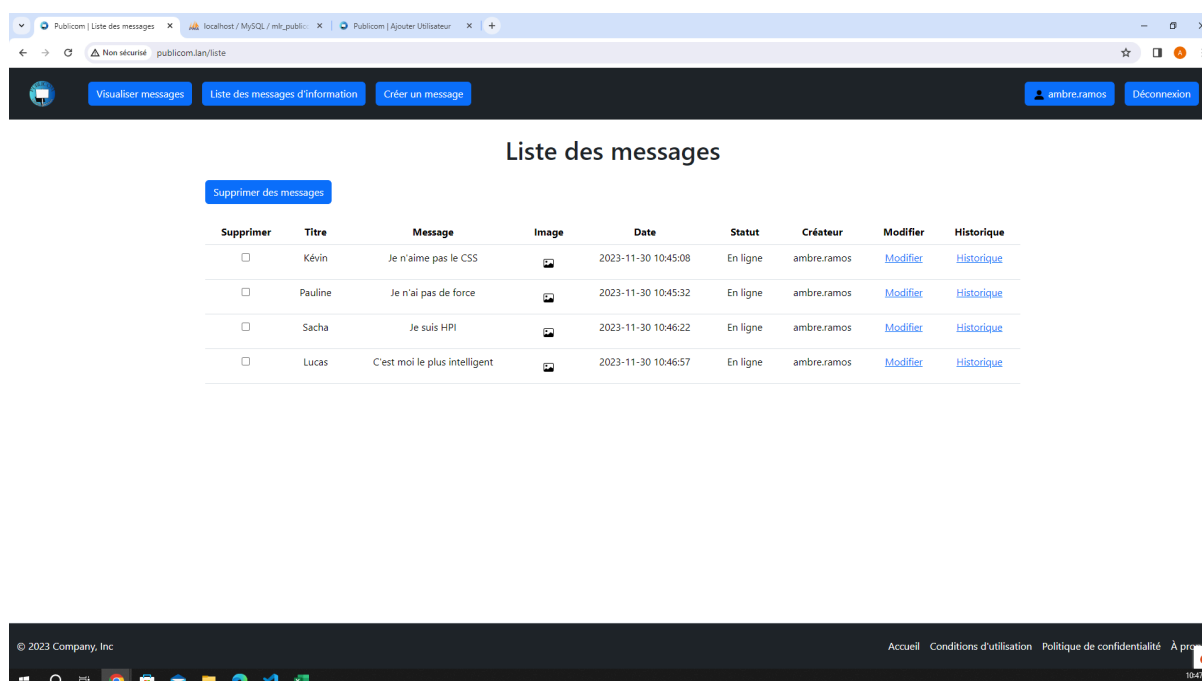 Publicom | Liste des messages
localhost / MySQL / mlr_public
Publicom | Ajouter Utilisateur
Non sécurisé publicom.lan/liste
A
Visualiser messages Liste des messages d'information Créer un message ambre.ramos Déconnexion
Liste des messages
Supprimer des messages
Supprimer Titre Message Image Date Statut Créateur Modifier Historique
Kévin Je n'aime pas le CSS 2023-11-30 10:45:08 En ligne ambre.ramos Modifier Historique
Pauline Je n'ai pas de force 2023-11-30 10:45:32 En ligne ambre.ramos Modifier Historique
Sacha Je suis HPI 2023-11-30 10:46:22 En ligne ambre.ramos Modifier Historique
Lucas C'est moi le plus intelligent 2023-11-30 10:46:57 En ligne ambre.ramos Modifier Historique
© 2023 Company, Inc Accueil Conditions d'utilisation Politique de confidentialité À